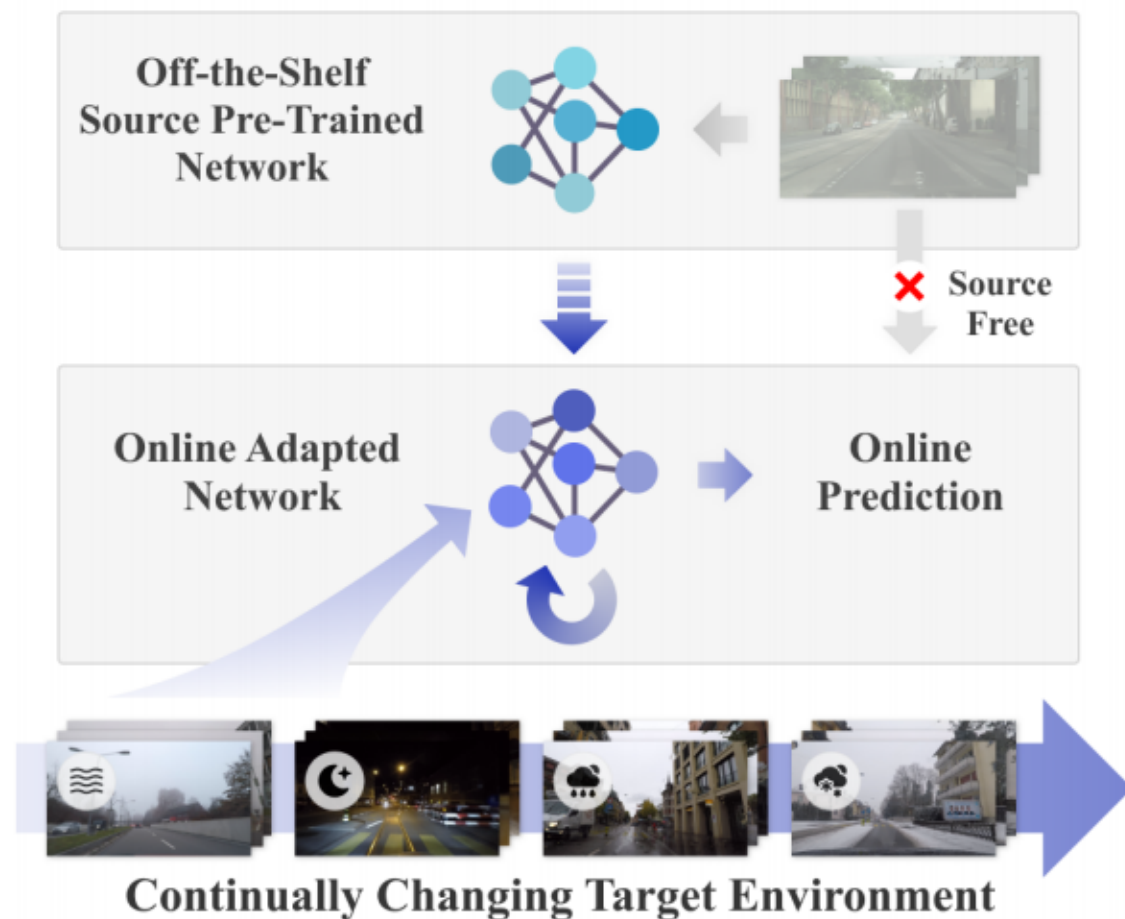 Off-the-Shelf
Source Pre-Trained
Network
Source
Free
Online Adapted
Network
Online
Prediction
Continually Changing Target Environment